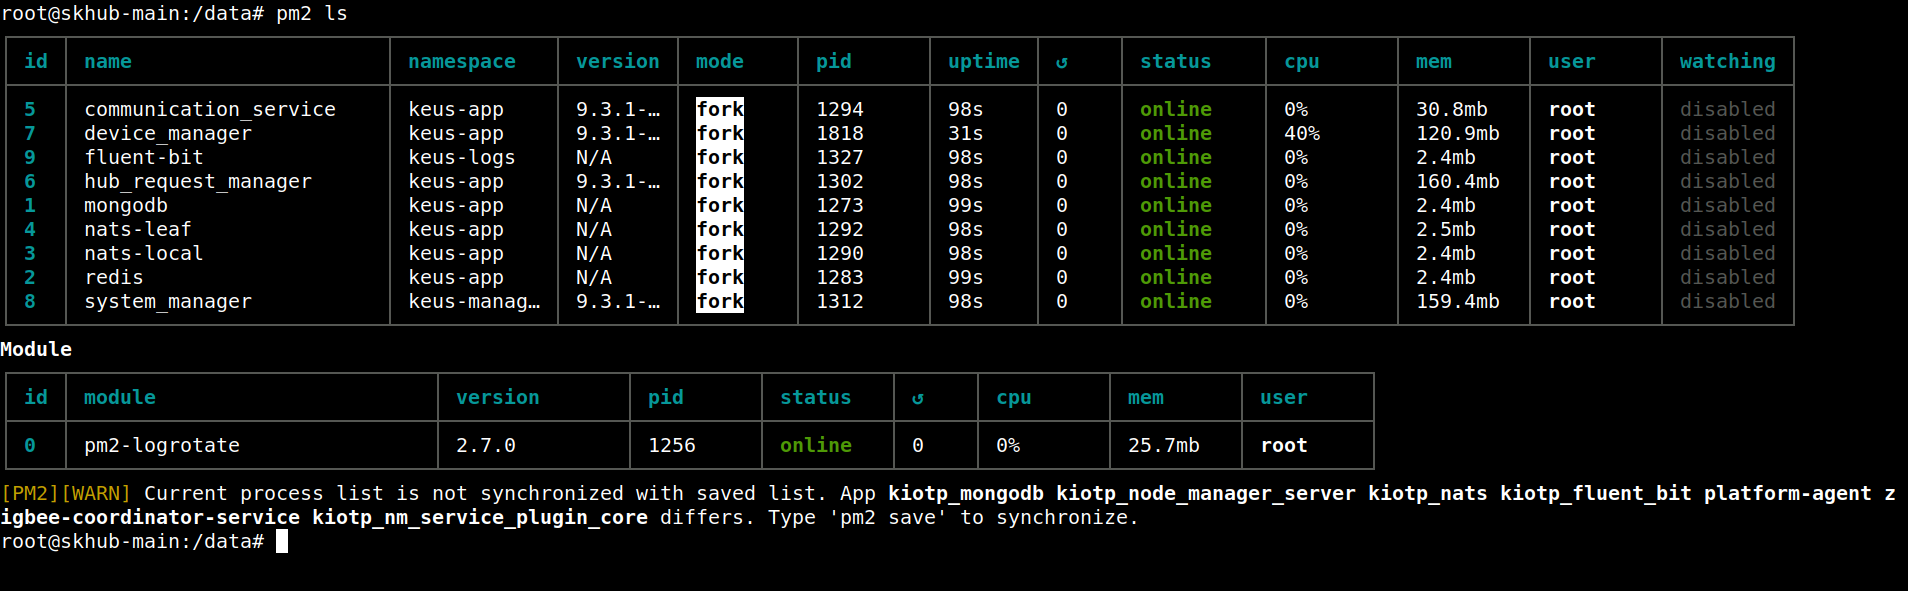 root@skhub-main:/data# pm2 ls
id name namespace version mode pid uptime ↺ status cpu mem user watching
5 communication_service keus-app 9.3.1-… fork 1294 98s 0 online 0% 30.8mb root disabled
7 device_manager keus-app 9.3.1-… fork 1818 31s 0 online 40% 120.9mb root disabled
9 fluent-bit keus-logs N/A fork 1327 98s 0 online 0% 2.4mb root disabled
6 hub_request_manager keus-app 9.3.1-… fork 1302 98s 0 online 0% 160.4mb root disabled
1 mongodb keus-app N/A fork 1273 99s 0 online 0% 2.4mb root disabled
4 nats-leaf keus-app N/A fork 1292 98s 0 online 0% 2.5mb root disabled
3 nats-local keus-app N/A fork 1290 98s 0 online 0% 2.4mb root disabled
2 redis keus-app N/A fork 1283 99s 0 online 0% 2.4mb root disabled
8 system_manager keus-manag… 9.3.1-… fork 1312 98s 0 online 0% 159.4mb root disabled
Module
id module version pid status ↺ cpu mem user
0 pm2-logrotate 2.7.0 1256 online 0 0% 25.7mb root
[PM2][WARN] Current process list is not synchronized with saved list. App kiotp_mongodb kiotp_node_manager_server kiotp_nats kiotp_fluent_bit platform-agent z
igbee-coordinator-service kiotp_nm_service_plugin_core differs. Type 'pm2 save' to synchronize.
root@skhub-main:/data#